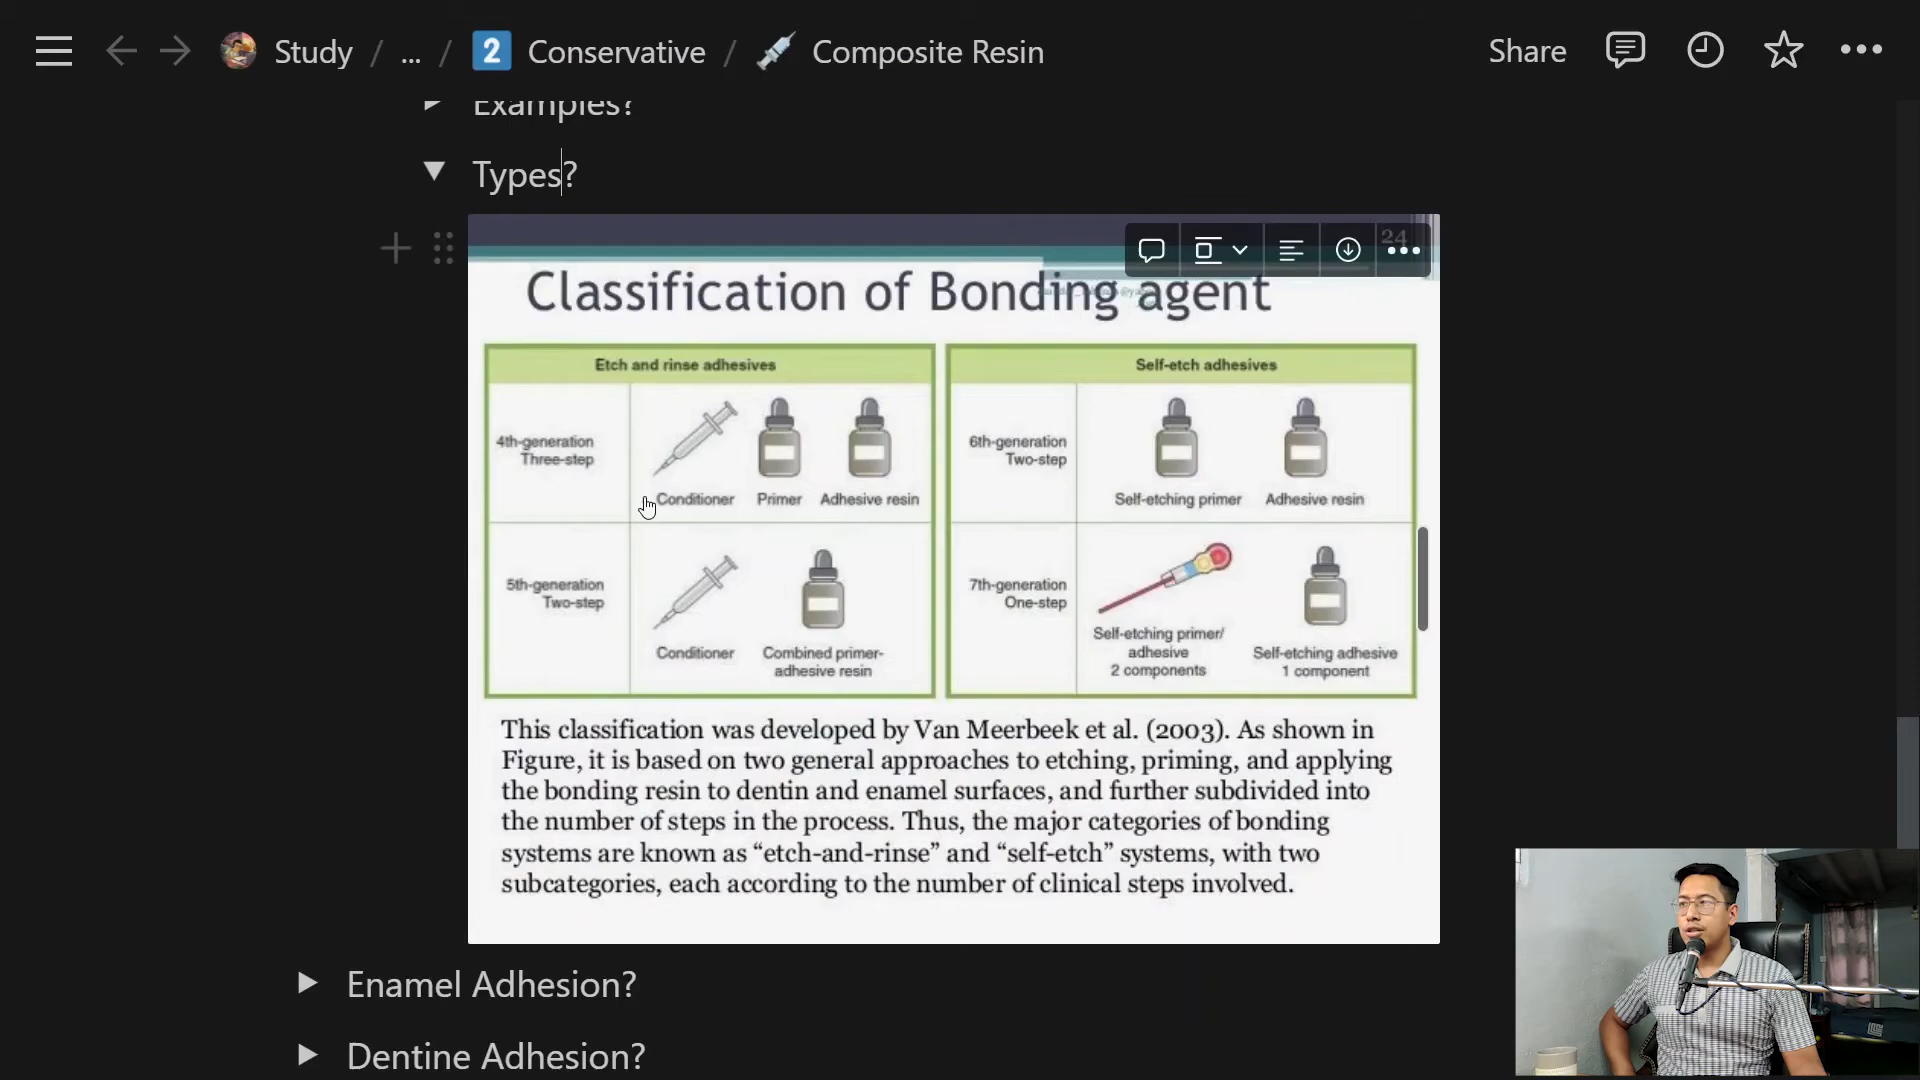 Study / ... / 2 Conservative / Composite Resin
Share
Examples?
Types?
24
Classification of Bonding agent
Etch and rinse adhesives
4th-generation
Three-step
Conditioner Primer Adhesive resin
5th-generation
Two-step
Conditioner
Combined primer-
adhesive resin
Self-etch adhesives
6th-generation
Two-step
Self-etching primer Adhesive resin
7th-generation
One-step
Self-etching primer/
adhesive
2 components
Self-etching adhesive
1 component
This classification was developed by Van Meerbeek et al. (2003). As shown in
Figure, it is based on two general approaches to etching, priming, and applying
the bonding resin to dentin and enamel surfaces, and further subdivided into
the number of steps in the process. Thus, the major categories of bonding
systems are known as “etch-and-rinse” and “self-etch” systems, with two
subcategories, each according to the number of clinical steps involved.
Enamel Adhesion?
Dentine Adhesion?